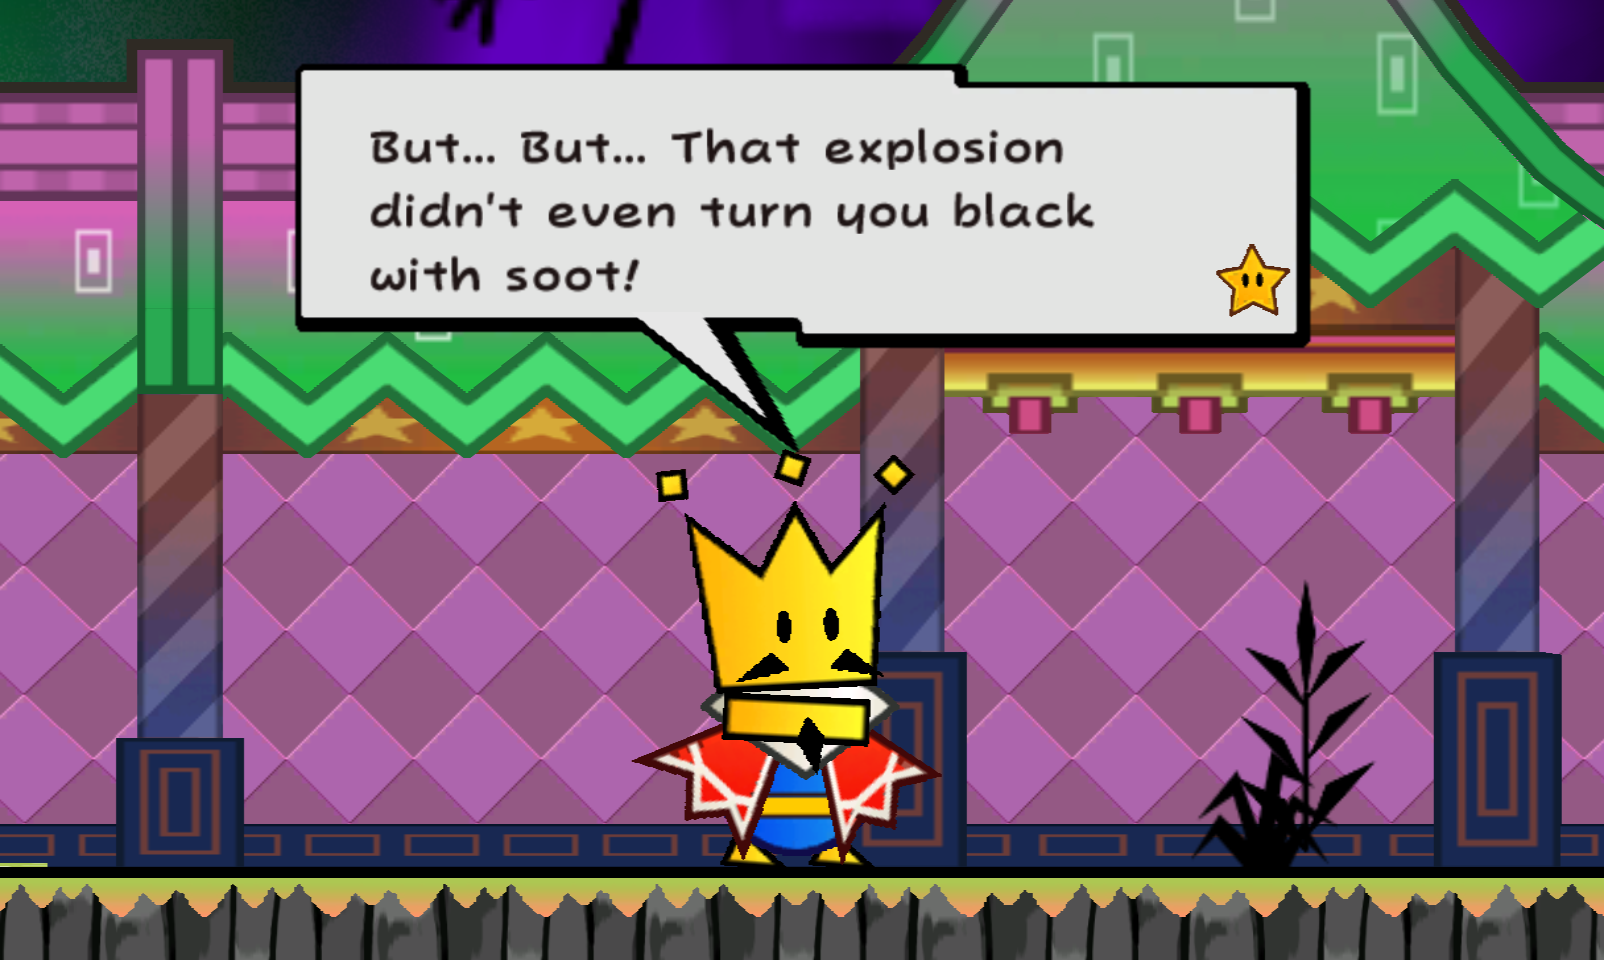 But... But... That explosion
didn't even turn you black
with soot!